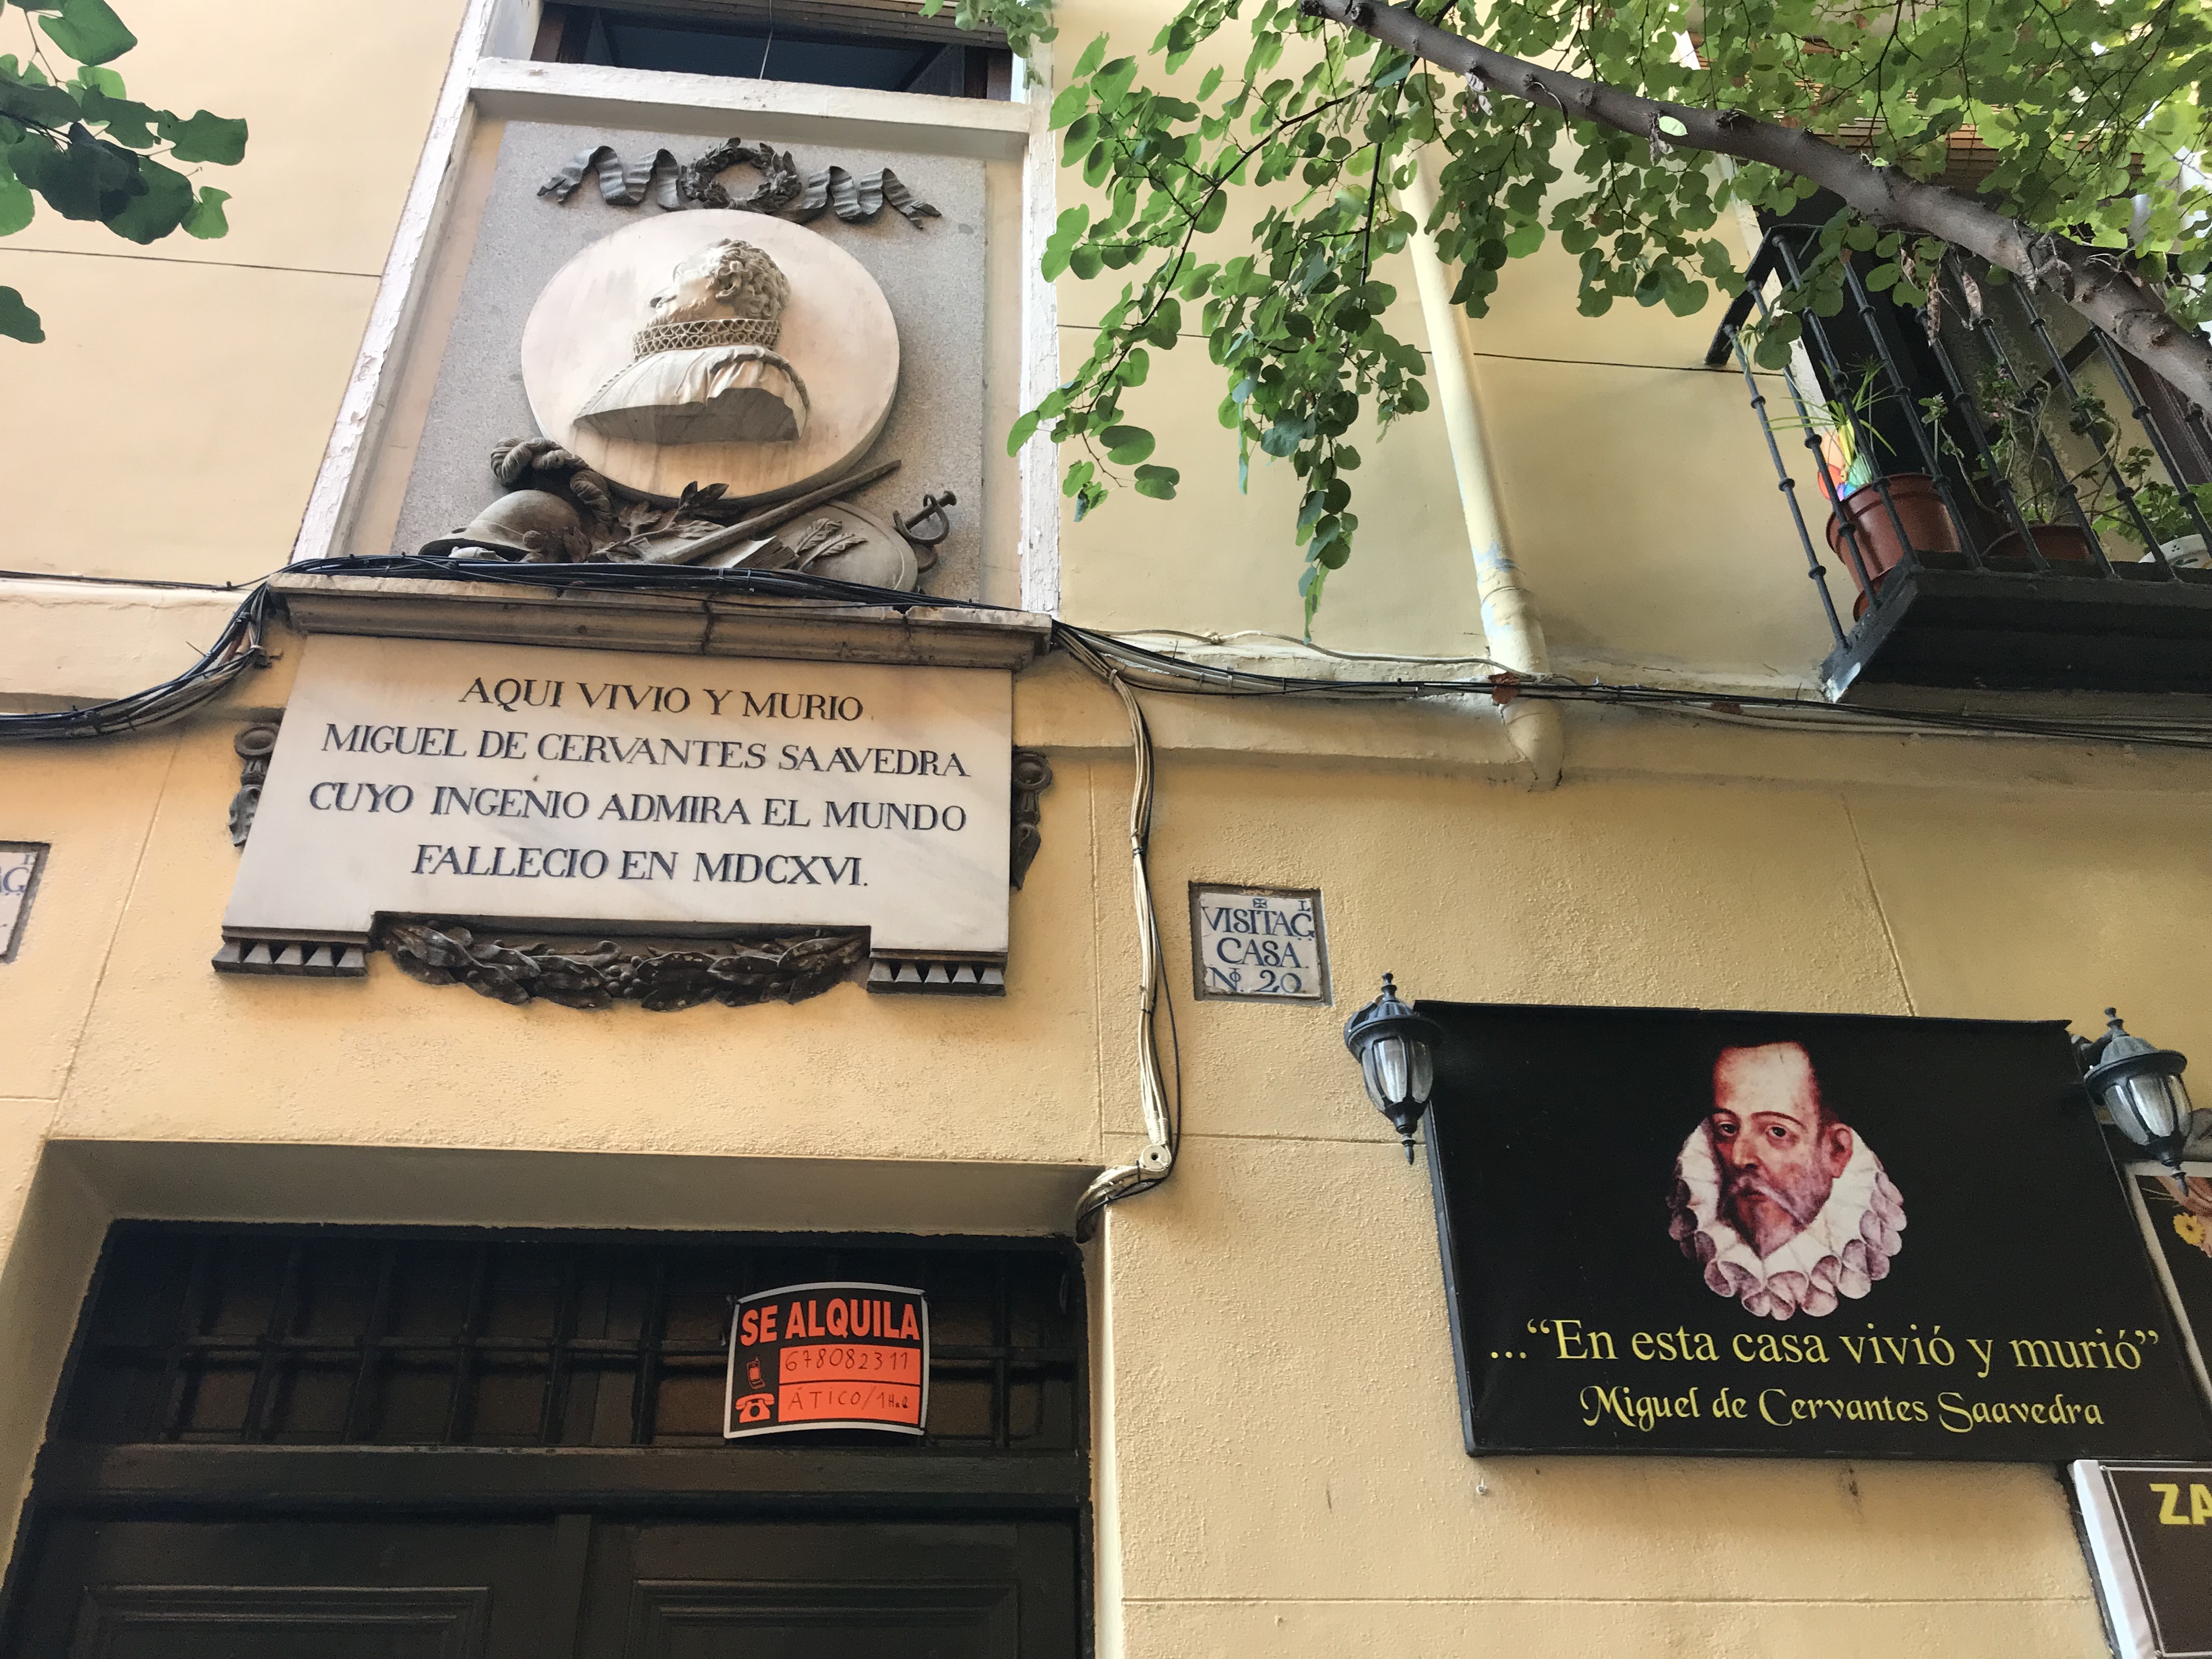 AQUI VIVIO Y MURIO
MIGUEL DE CERVANTES SAAVEDRA
CUYO INGENIO ADMIRA EL MUNDO
FALLECIO EN MDCXVI.
VISITAC̣ L
CASA
Nº. 20
SE ALQUILA
678082311
ÁTICO/1Hab
..."En esta casa vivió y murió"
Miguel de Cervantes Saavedra
ZA